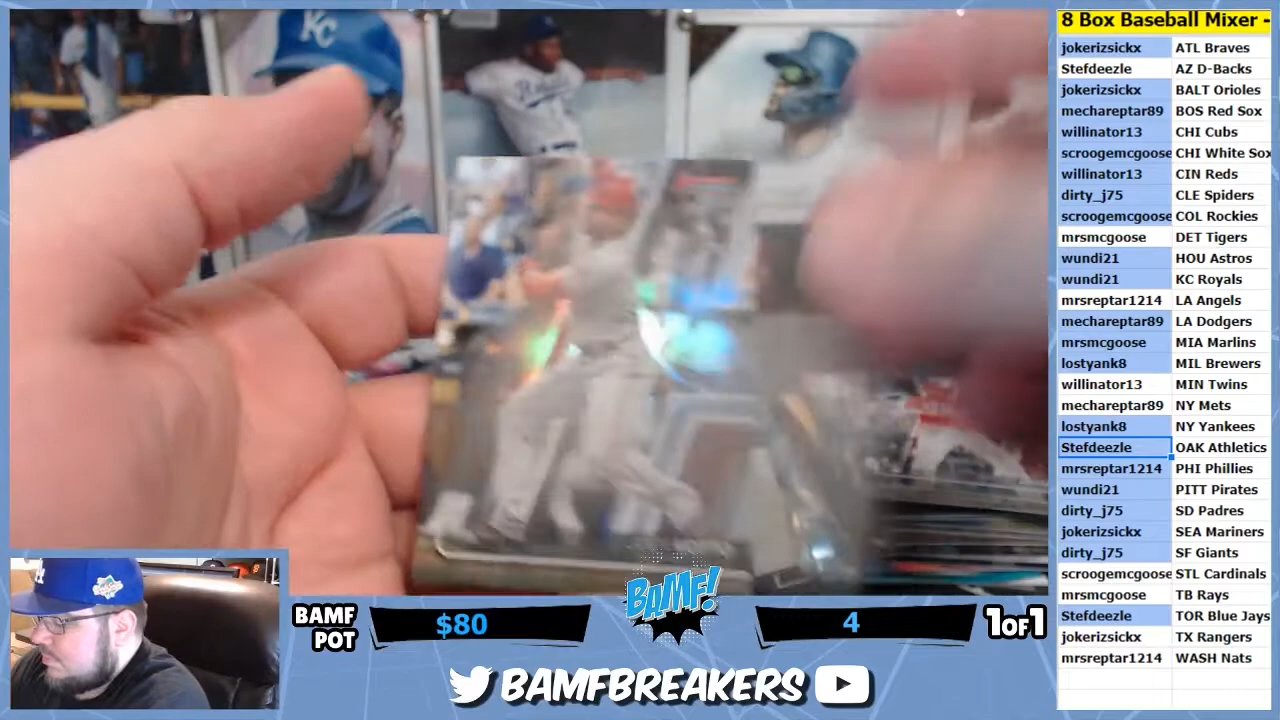 KC
8 Box Baseball Mixer -
jokerizsickx ATL Braves
Stefdeezle AZ D-Backs
jokerizsickx BALT Orioles
mechareptar89 BOS Red Sox
willinator13 CHI Cubs
scroogemcgoose CHI White Sox
willinator13 CIN Reds
dirty_j75 CLE Spiders
scroogemcgoose COL Rockies
mrsmcgoose DET Tigers
wundi21 HOU Astros
wundi21 KC Royals
mrsreptar1214 LA Angels
mechareptar89 LA Dodgers
mrsmcgoose MIA Marlins
lostyank8 MIL Brewers
willinator13 MIN Twins
mechareptar89 NY Mets
lostyank8 NY Yankees
Stefdeezle OAK Athletics
mrsreptar1214 PHI Phillies
wundi21 PITT Pirates
dirty_j75 SD Padres
jokerizsickx SEA Mariners
dirty_j75 SF Giants
scroogemcgoose STL Cardinals
mrsmcgoose TB Rays
Stefdeezle TOR Blue Jays
jokerizsickx TX Rangers
mrsreptar1214 WASH Nats
BAMF POT $80
BAMF!
4 1 OF 1
BAMFBREAKERS